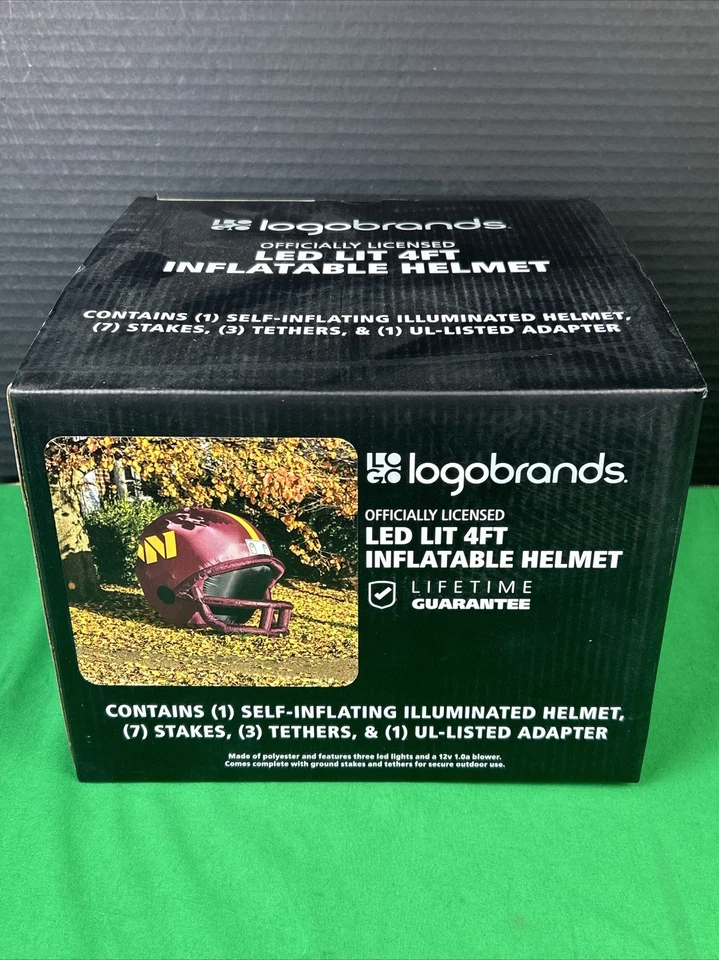 LOGO logobrands.
OFFICIALLY LICENSED
LED LIT 4FT
INFLATABLE HELMET
CONTAINS (1) SELF-INFLATING ILLUMINATED HELMET,
(7) STAKES, (3) TETHERS, & (1) UL-LISTED ADAPTER
LOGO logobrands.
OFFICIALLY LICENSED
LED LIT 4FT
INFLATABLE HELMET
LIFETIME
GUARANTEE
W
CONTAINS (1) SELF-INFLATING ILLUMINATED HELMET,
(7) STAKES, (3) TETHERS, & (1) UL-LISTED ADAPTER
Made of polyester and features three led lights and a 12v 1.0a blower.
Comes complete with ground stakes and tethers for secure outdoor use.